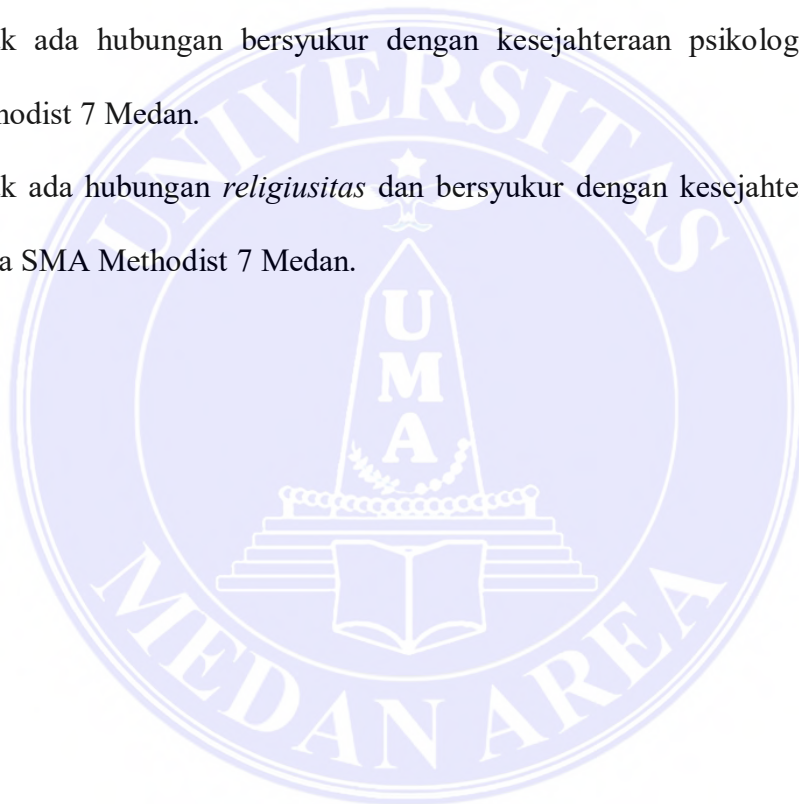 k ada hubungan bersyukur dengan kesejahteraan psikolog
hodist 7 Medan.
k ada hubungan religiusitas dan bersyukur dengan kesejahte
a SMA Methodist 7 Medan.
UNIVERSITAS
UMA
MEDAN AREA